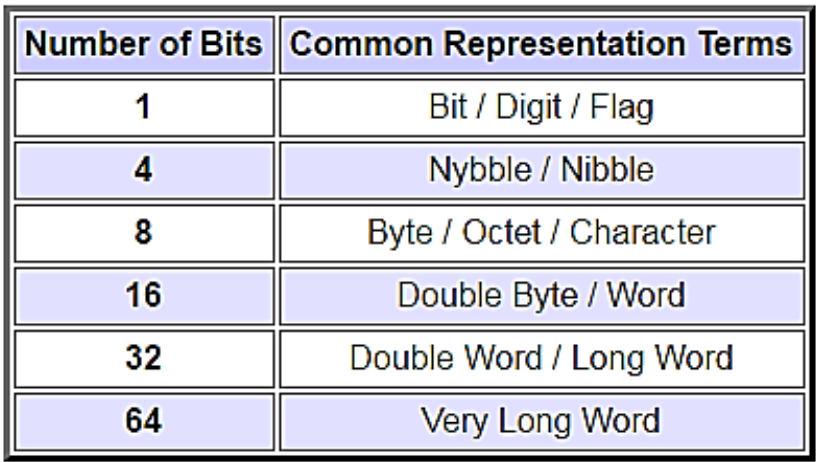 Number of Bits Common Representation Terms
1 Bit / Digit / Flag
4 Nybble / Nibble
8 Byte / Octet / Character
16 Double Byte / Word
32 Double Word / Long Word
64 Very Long Word